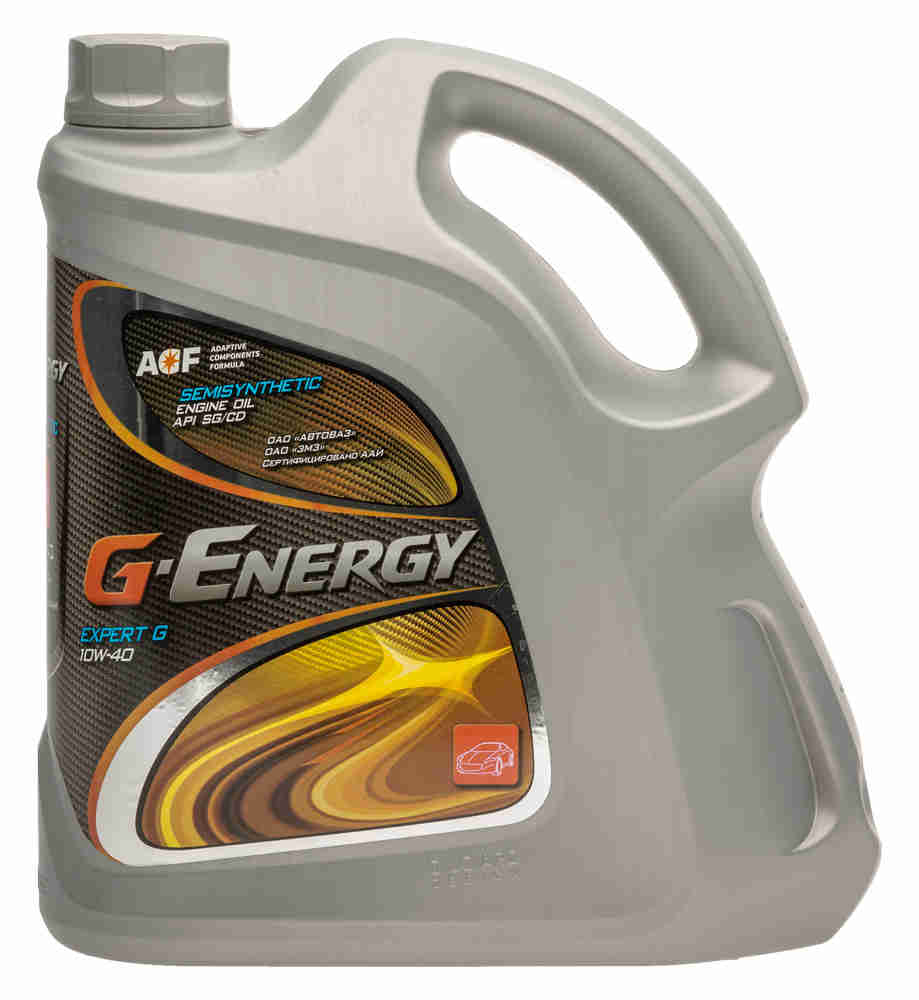 ACF ADAPTIVE
COMPONENTS
FORMULA
SEMISYNTHETIC
ENGINE OIL
API SG/CD
ОАО «АВТОВАЗ»
ОАО «ЗМЗ»
СЕРТИФИЦИРОВАНО ААИ
G-ENERGY
EXPERT G
10W-40